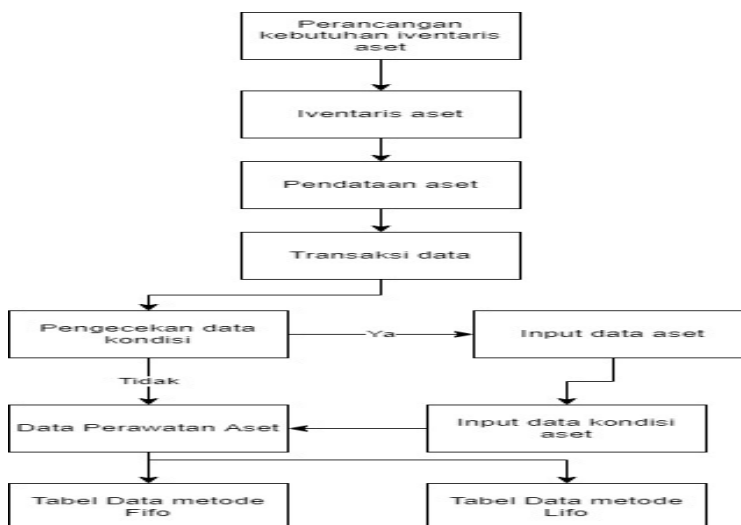 Perancangan
kebutuhan iventaris
aset
Iventaris aset
Pendataan aset
Transaksi data
Pengecekan data
kondisi
Ya
Input data aset
Tidak
Data Perawatan Aset
Input data kondisi
aset
Tabel Data metode
Fifo
Tabel Data metode
Lifo